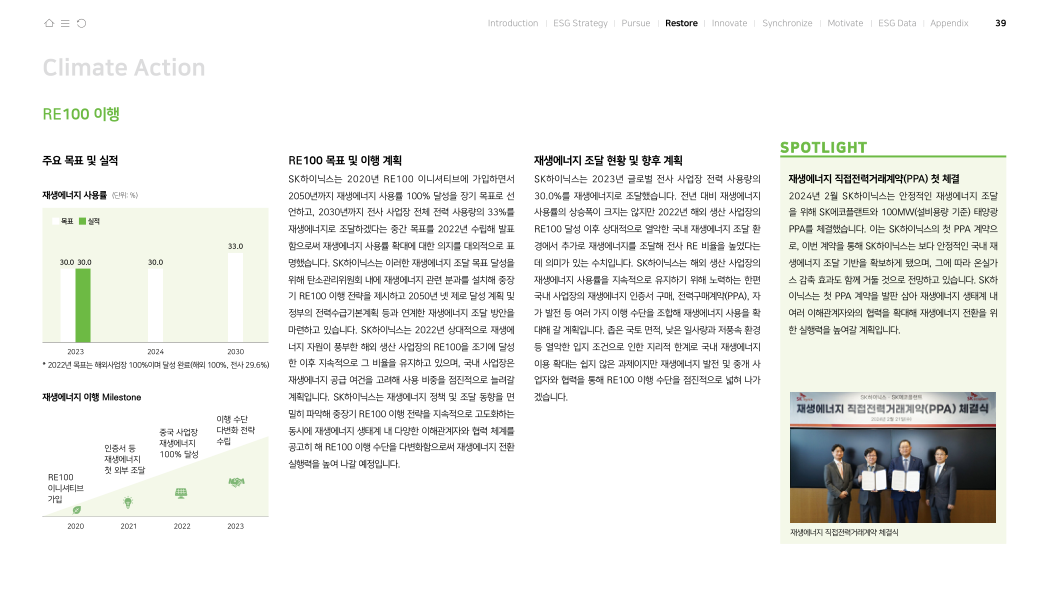 Introduction | ESG Strategy | Pursue | Restore | Innovate | Synchronize | Motivate | ESG Data | Appendix 39
Climate Action
RE100 이행
주요 목표 및 실적
재생에너지 사용률 (단위: %)
목표 실적
30.0 30.0
30.0
33.0
2023 2024 2030
* 2022년 목표는 해외사업장 100%이며 달성 완료(해외 100%, 전사 29.6%)
재생에너지 이행 Milestone
RE100
이니셔티브
가입
인증서 등
재생에너지
첫 외부 조달
중국 사업장
재생에너지
100% 달성
이행 수단
다변화 전략
수립
2020 2021 2022 2023
RE100 목표 및 이행 계획
SK하이닉스는 2020년 RE100 이니셔티브에 가입하면서
2050년까지 재생에너지 사용률 100% 달성을 장기 목표로 선
언하고, 2030년까지 전사 사업장 전체 전력 사용량의 33%를
재생에너지로 조달하겠다는 중간 목표를 2022년 수립해 발표
함으로써 재생에너지 사용률 확대에 대한 의지를 대외적으로 표
명했습니다. SK하이닉스는 이러한 재생에너지 조달 목표 달성을
위해 탄소관리위원회 내에 재생에너지 관련 분과를 설치해 중장
기 RE100 이행 전략을 제시하고 2050년 넷 제로 달성 계획 및
정부의 전력수급기본계획 등과 연계한 재생에너지 조달 방안을
마련하고 있습니다. SK하이닉스는 2022년 상대적으로 재생에
너지 자원이 풍부한 해외 생산 사업장의 RE100을 조기에 달성
한 이후 지속적으로 그 비율을 유지하고 있으며, 국내 사업장은
재생에너지 공급 여건을 고려해 사용 비중을 점진적으로 늘려갈
계획입니다. SK하이닉스는 재생에너지 정책 및 조달 동향을 면
밀히 파악해 중장기 RE100 이행 전략을 지속적으로 고도화하는
동시에 재생에너지 생태계 내 다양한 이해관계자와 협력 체계를
공고히 해 RE100 이행 수단을 다변화함으로써 재생에너지 전환
실행력을 높여 나갈 예정입니다.
재생에너지 조달 현황 및 향후 계획
SK하이닉스는 2023년 글로벌 전사 사업장 전력 사용량의
30.0%를 재생에너지로 조달했습니다. 전년 대비 재생에너지
사용률의 상승폭이 크지는 않지만 2022년 해외 생산 사업장의
RE100 달성 이후 상대적으로 열악한 국내 재생에너지 조달 환
경에서 추가로 재생에너지를 조달해 전사 RE 비율을 높였다는
데 의미가 있는 수치입니다. SK하이닉스는 해외 생산 사업장의
재생에너지 사용률을 지속적으로 유지하기 위해 노력하는 한편
국내 사업장의 재생에너지 인증서 구매, 전력구매계약(PPA), 자
가 발전 등 여러 가지 이행 수단을 조합해 재생에너지 사용을 확
대해 갈 계획입니다. 좁은 국토 면적, 낮은 일사량과 저풍속 환경
등 열악한 입지 조건으로 인한 지리적 한계로 국내 재생에너지
이용 확대는 쉽지 않은 과제이지만 재생에너지 발전 및 중개 사
업자와 협력을 통해 RE100 이행 수단을 점진적으로 넓혀 나가
겠습니다.
SPOTLIGHT
재생에너지 직접전력거래계약(PPA) 첫 체결
2024년 2월 SK하이닉스는 안정적인 재생에너지 조달
을 위해 SK에코플랜트와 100MW(설비용량 기준) 태양광
PPA를 체결했습니다. 이는 SK하이닉스의 첫 PPA 계약으
로, 이번 계약을 통해 SK하이닉스는 보다 안정적인 국내 재
생에너지 조달 기반을 확보하게 됐으며, 그에 따라 온실가
스 감축 효과도 함께 거둘 것으로 전망하고 있습니다. SK하
이닉스는 첫 PPA 계약을 발판 삼아 재생에너지 생태계 내
여러 이해관계자와의 협력을 확대해 재생에너지 전환을 위
한 실행력을 높여갈 계획입니다.
SK하이닉스 · SK에코플랜트
재생에너지 직접전력거래계약(PPA) 체결식
재생에너지 직접전력거래계약 체결식